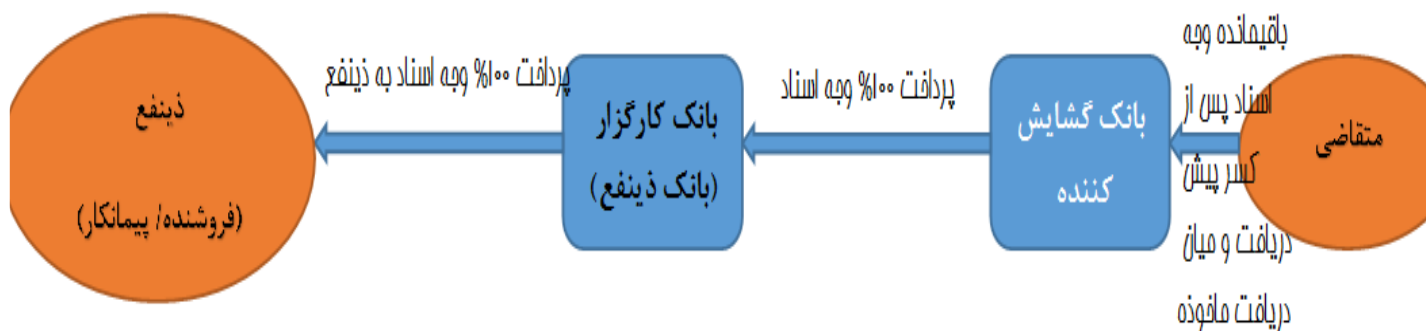 متقاضی
باقیمانده وجه
اسناد پس از
کسر پیش
دریافت و میان
دریافت ماخوذه
بانک گشایش
کننده
پرداخت ۱۰۰% وجه اسناد
بانک کارگزار
(بانک ذینفع)
پرداخت ۱۰۰% وجه اسناد به ذینفع
ذینفع
(فروشنده/ پیمانکار)